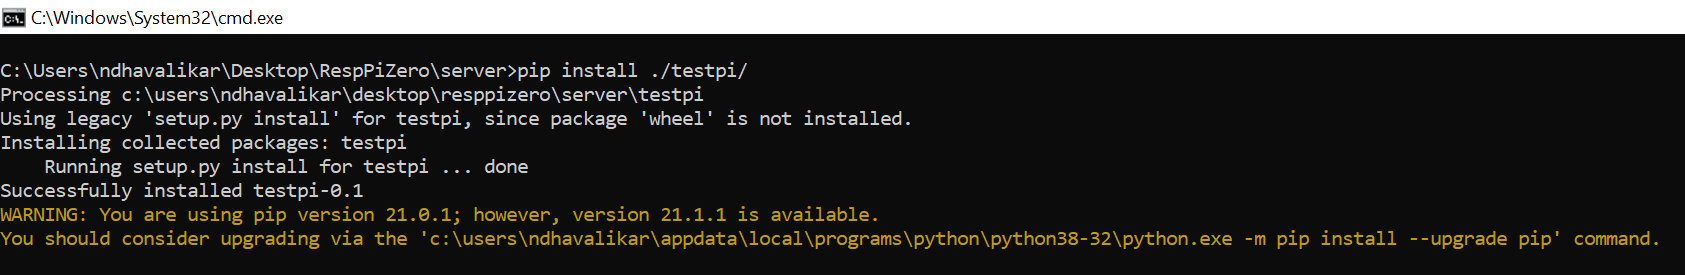 C:\Windows\System32\cmd.exe
C:\Users\ndhavalikar\Desktop\RespPiZero\server>pip install ./testpi/
Processing c:\users\ndhavalikar\desktop\resppizero\server\testpi
Using legacy 'setup.py install' for testpi, since package 'wheel' is not installed.
Installing collected packages: testpi
    Running setup.py install for testpi ... done
Successfully installed testpi-0.1
WARNING: You are using pip version 21.0.1; however, version 21.1.1 is available.
You should consider upgrading via the 'c:\users\ndhavalikar\appdata\local\programs\python\python38-32\python.exe -m pip install --upgrade pip' command.